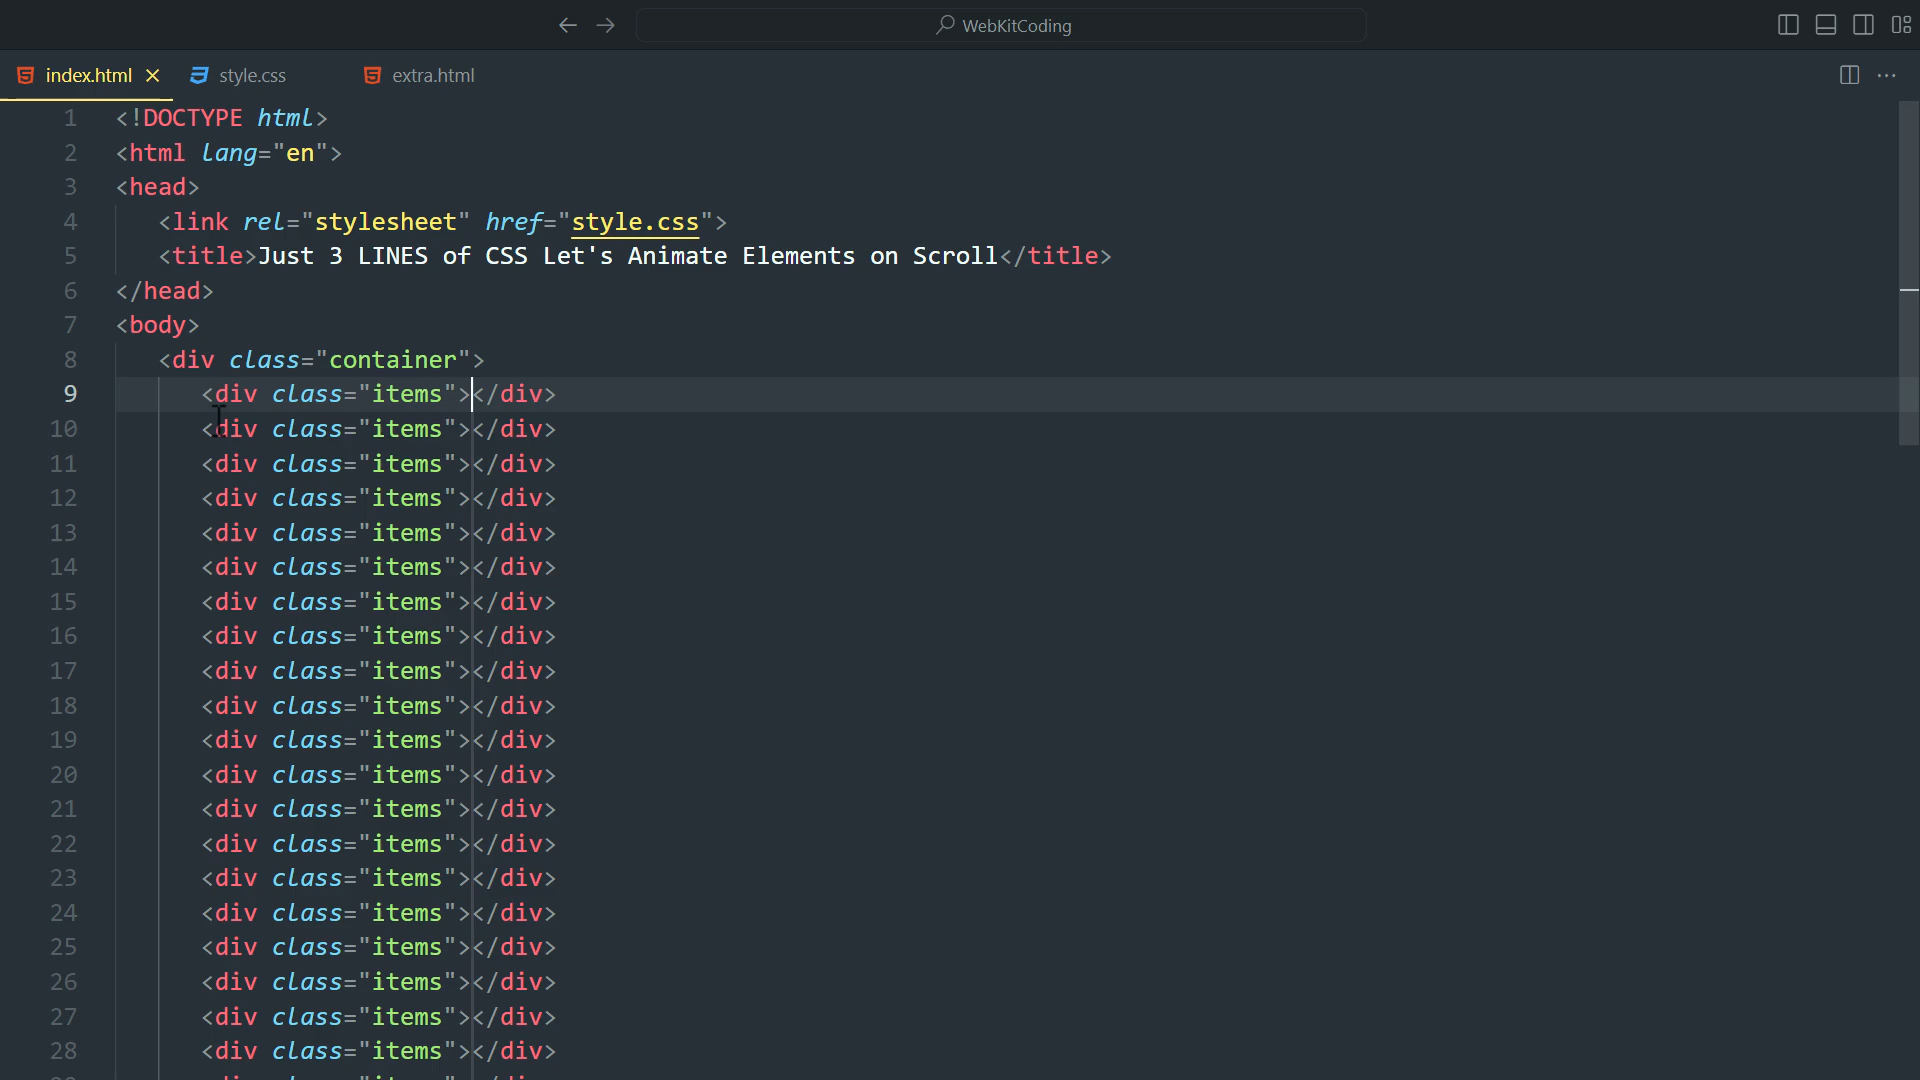 WebKitCoding
index.html style.css extra.html
1 <!DOCTYPE html>
2 <html lang="en">
3 <head>
4 <link rel="stylesheet" href="style.css">
5 <title>Just 3 LINES of CSS Let's Animate Elements on Scroll</title>
6 </head>
7 <body>
8 <div class="container">
9 <div class="items"></div>
10 <div class="items"></div>
11 <div class="items"></div>
12 <div class="items"></div>
13 <div class="items"></div>
14 <div class="items"></div>
15 <div class="items"></div>
16 <div class="items"></div>
17 <div class="items"></div>
18 <div class="items"></div>
19 <div class="items"></div>
20 <div class="items"></div>
21 <div class="items"></div>
22 <div class="items"></div>
23 <div class="items"></div>
24 <div class="items"></div>
25 <div class="items"></div>
26 <div class="items"></div>
27 <div class="items"></div>
28 <div class="items"></div>